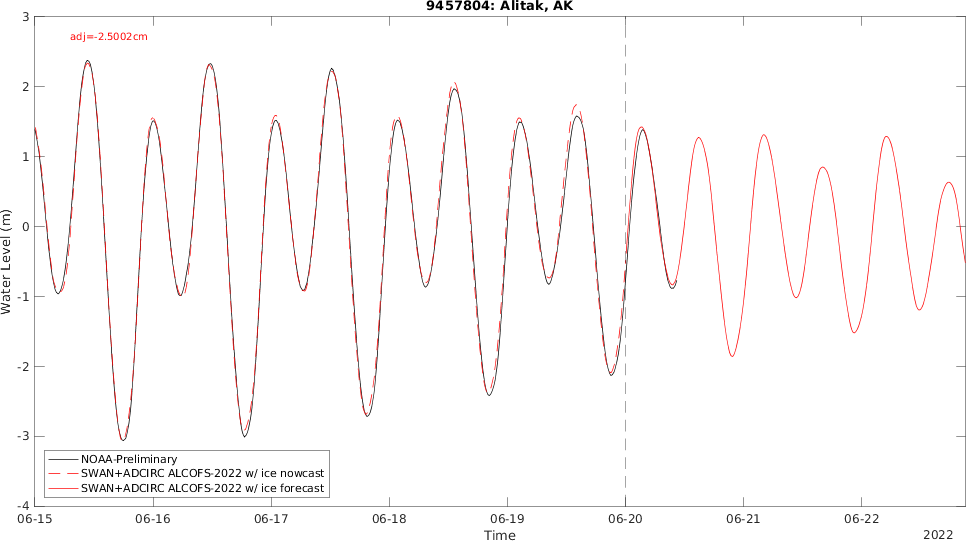 9457804: Alitak, AK
adj=-2.5002cm
Water Level (m)
3
2
1
0
-1
-2
-3
-4
NOAA-Preliminary
SWAN+ADCIRC ALCOFS-2022 w/ ice nowcast
SWAN+ADCIRC ALCOFS-2022 w/ ice forecast
06-15 06-16 06-17 06-18 06-19 06-20 06-21 06-22
Time
2022